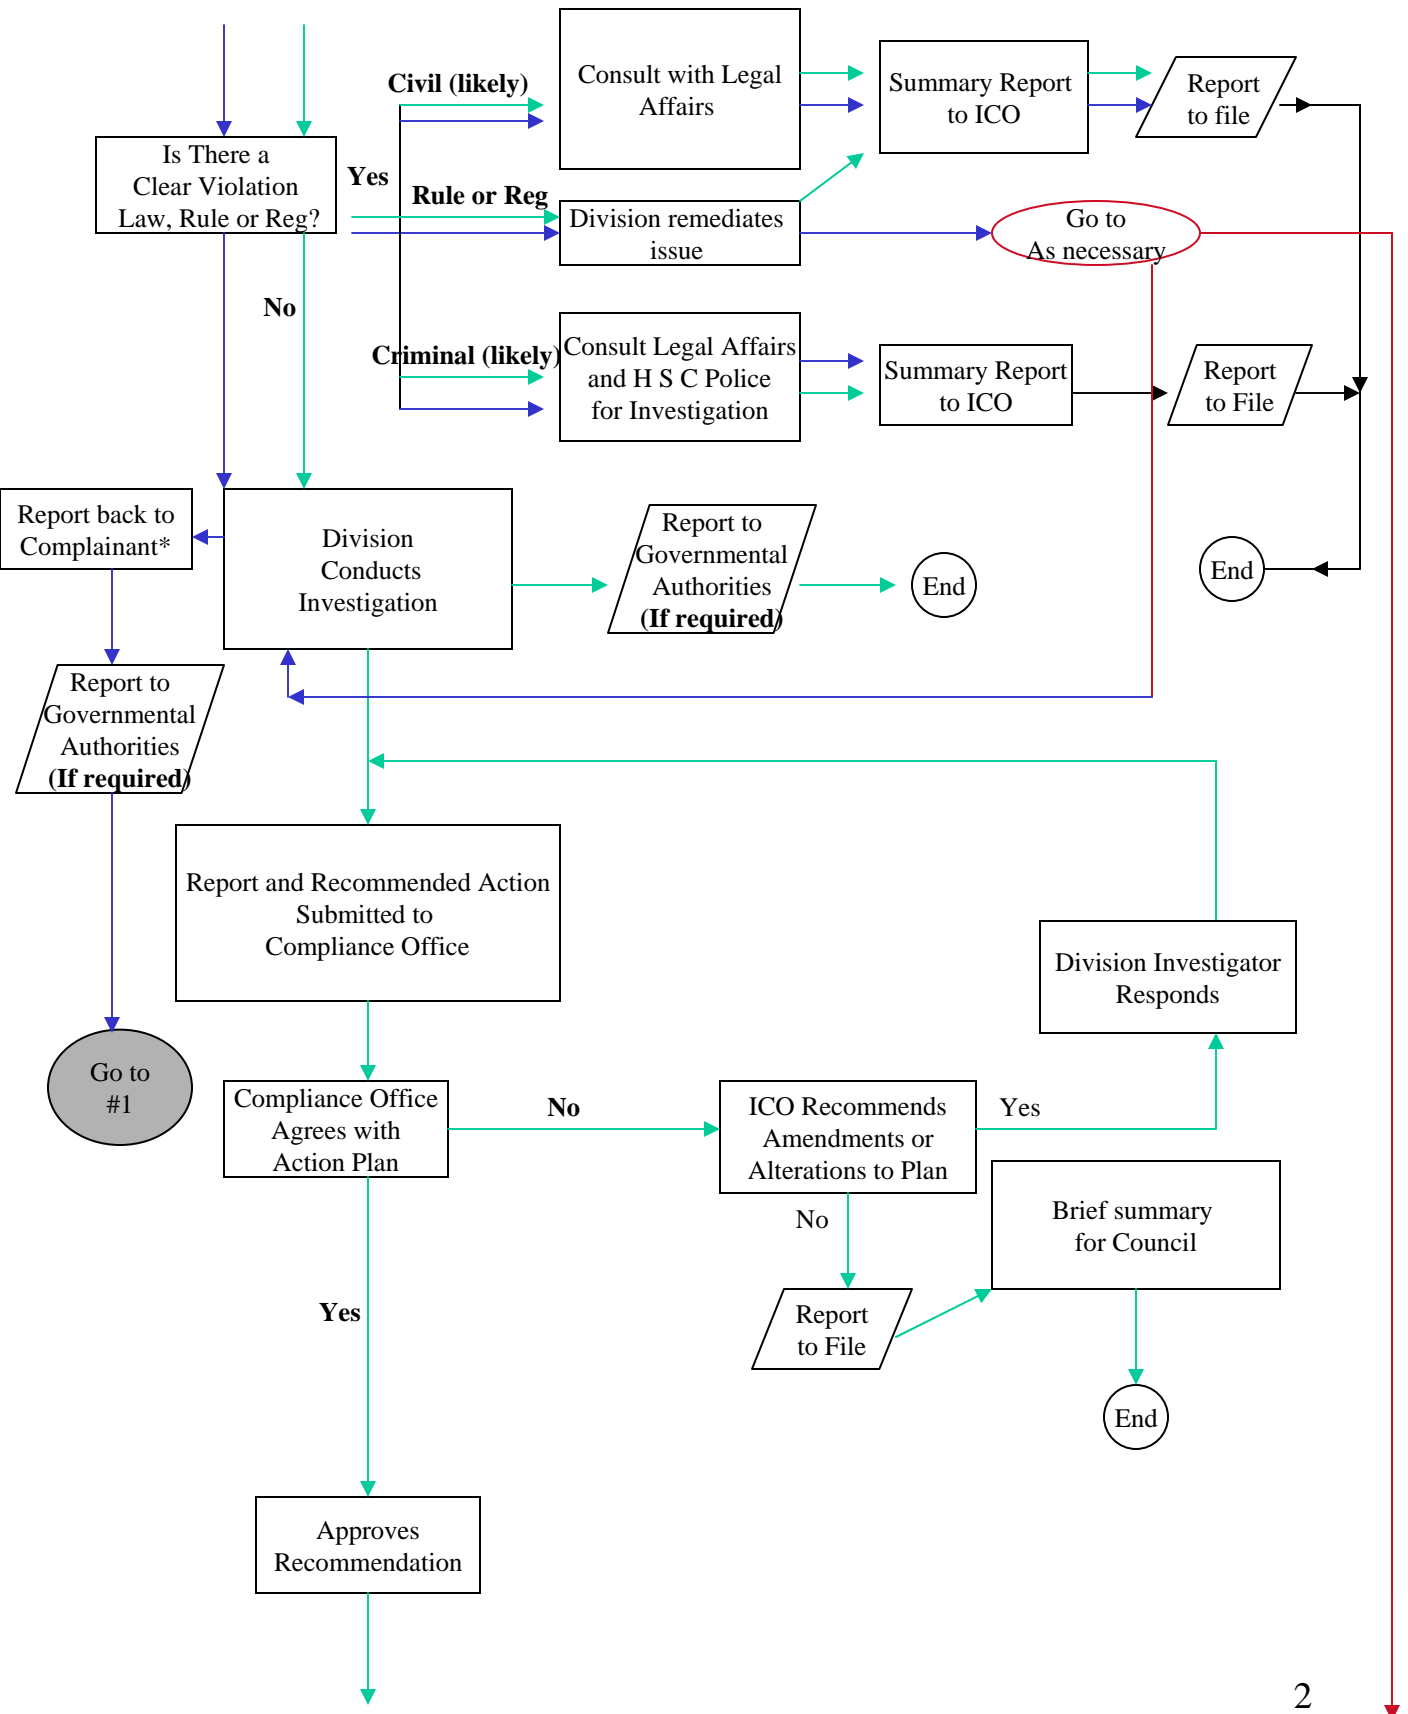 Civil (likely)
Consult with Legal
Affairs
Summary Report
to ICO
Report
to file
Is There a
Clear Violation
Law, Rule or Reg?
Yes
Rule or Reg
Division remediates
issue
Go to
As necessary
No
Criminal (likely)
Consult Legal Affairs
and H S C Police
for Investigation
Summary Report
to ICO
Report
to File
Report back to
Complainant*
Division
Conducts
Investigation
Report to
Governmental
Authorities
(If required)
End
End
Report to
Governmental
Authorities
(If required)
Report and Recommended Action
Submitted to
Compliance Office
Division Investigator
Responds
Go to
#1
Compliance Office
Agrees with
Action Plan
No
ICO Recommends
Amendments or
Alterations to Plan
Yes
No
Brief summary
for Council
Yes
Report
to File
End
Approves
Recommendation
2